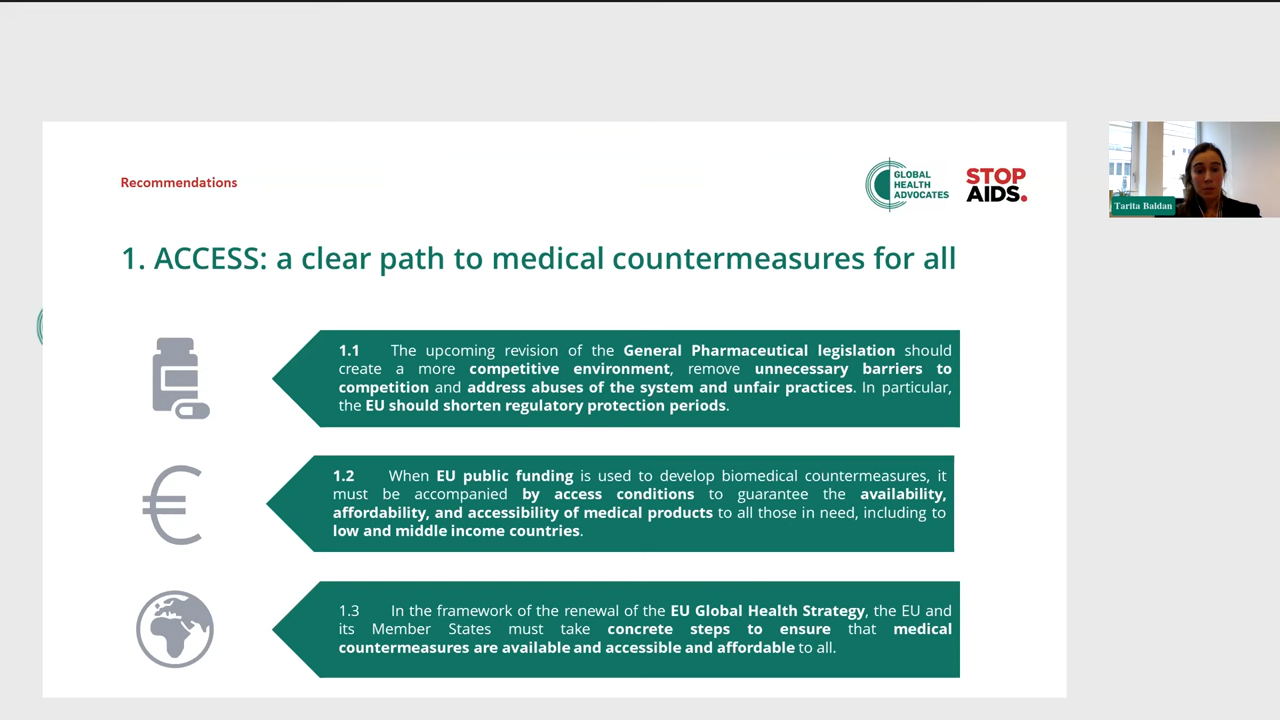 Recommendations
GLOBAL
HEALTH
ADVOCATES
STOP
AIDS.
Tarita Baldan
1. ACCESS: a clear path to medical countermeasures for all
1.1 The upcoming revision of the General Pharmaceutical legislation should
create a more competitive environment, remove unnecessary barriers to
competition and address abuses of the system and unfair practices. In particular,
the EU should shorten regulatory protection periods.
€
1.2 When EU public funding is used to develop biomedical countermeasures, it
must be accompanied by access conditions to guarantee the availability,
affordability, and accessibility of medical products to all those in need, including to
low and middle income countries.
1.3 In the framework of the renewal of the EU Global Health Strategy, the EU and
its Member States must take concrete steps to ensure that medical
countermeasures are available and accessible and affordable to all.